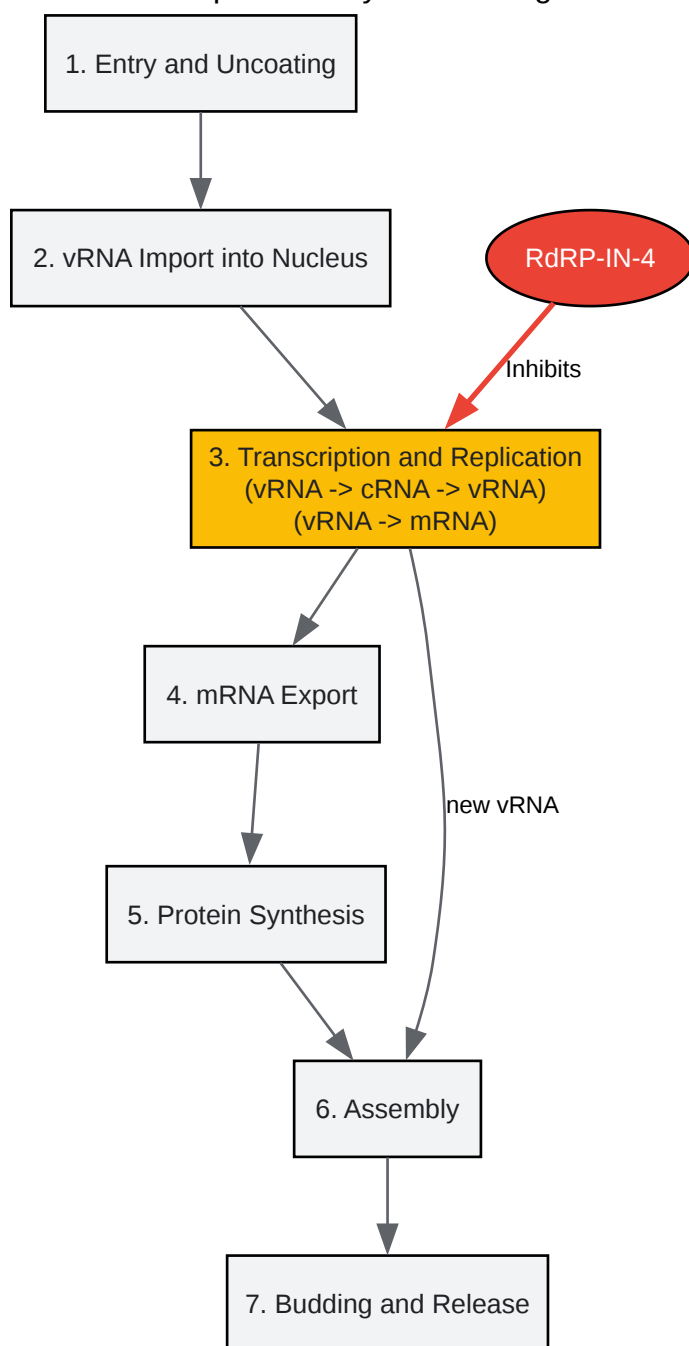 1. Entry and Uncoating
2. vRNA Import into Nucleus
RdRP-IN-4
Inhibits
3. Transcription and Replication
(vRNA -> cRNA -> vRNA)
(vRNA -> mRNA)
4. mRNA Export
new vRNA
5. Protein Synthesis
6. Assembly
7. Budding and Release